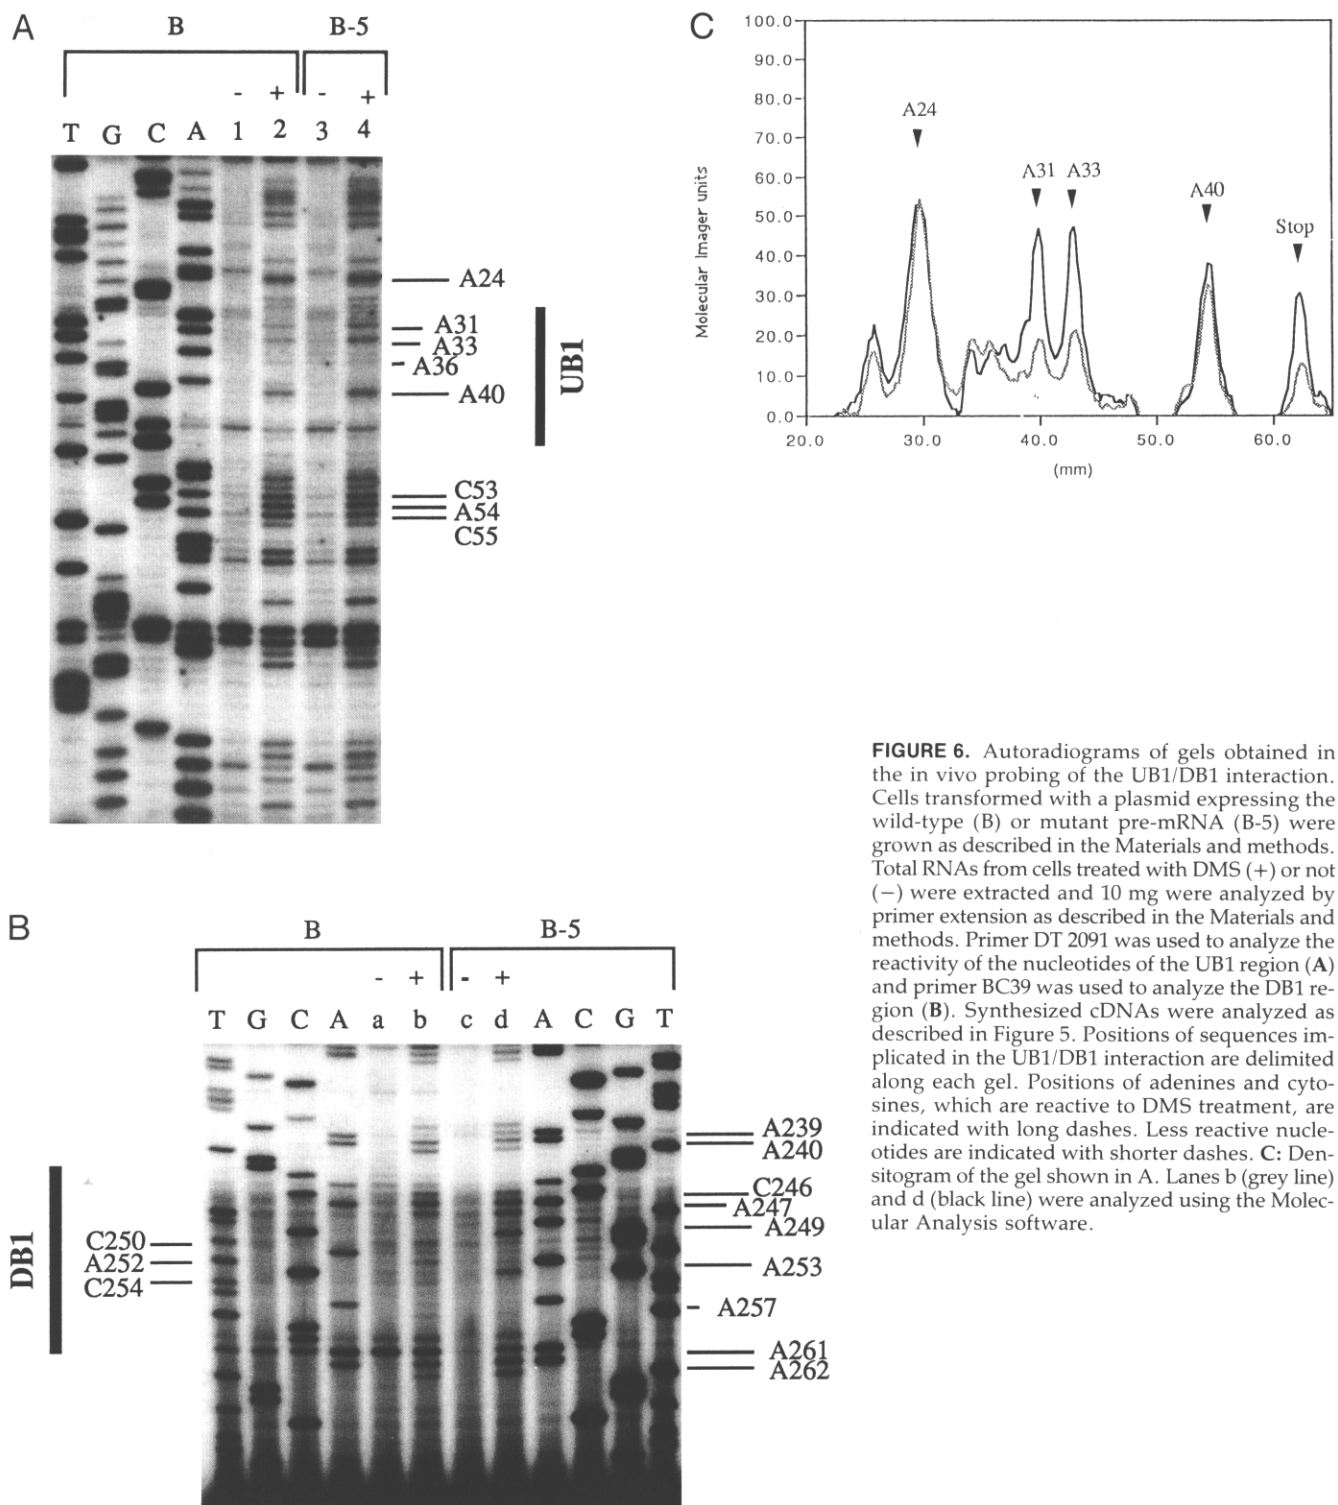 A
B
B-5
- + - +
T G C A 1 2 3 4
A24
A31
A33
A36
A40
UB1
C53
A54
C55
C
100.0
90.0
80.0
70.0
60.0
50.0
40.0
30.0
20.0
10.0
0.0
Molecular Imager units
A24
A31
A33
A40
Stop
20.0 30.0 40.0 50.0 60.0
(mm)
B
B
B-5
- + - +
T G C A a b c d A C G T
DB1
C250
A252
C254
A239
A240
C246
A247
A249
A253
A257
A261
A262
FIGURE 6. Autoradiograms of gels obtained in
the in vivo probing of the UB1/DB1 interaction.
Cells transformed with a plasmid expressing the
wild-type (B) or mutant pre-mRNA (B-5) were
grown as described in the Materials and methods.
Total RNAs from cells treated with DMS (+) or not
(−) were extracted and 10 mg were analyzed by
primer extension as described in the Materials and
methods. Primer DT 2091 was used to analyze the
reactivity of the nucleotides of the UB1 region (A)
and primer BC39 was used to analyze the DB1 re-
gion (B). Synthesized cDNAs were analyzed as
described in Figure 5. Positions of sequences im-
plicated in the UB1/DB1 interaction are delimited
along each gel. Positions of adenines and cyto-
sines, which are reactive to DMS treatment, are
indicated with long dashes. Less reactive nucle-
otides are indicated with shorter dashes. C: Den-
sitogram of the gel shown in A. Lanes b (grey line)
and d (black line) were analyzed using the Molec-
ular Analysis software.